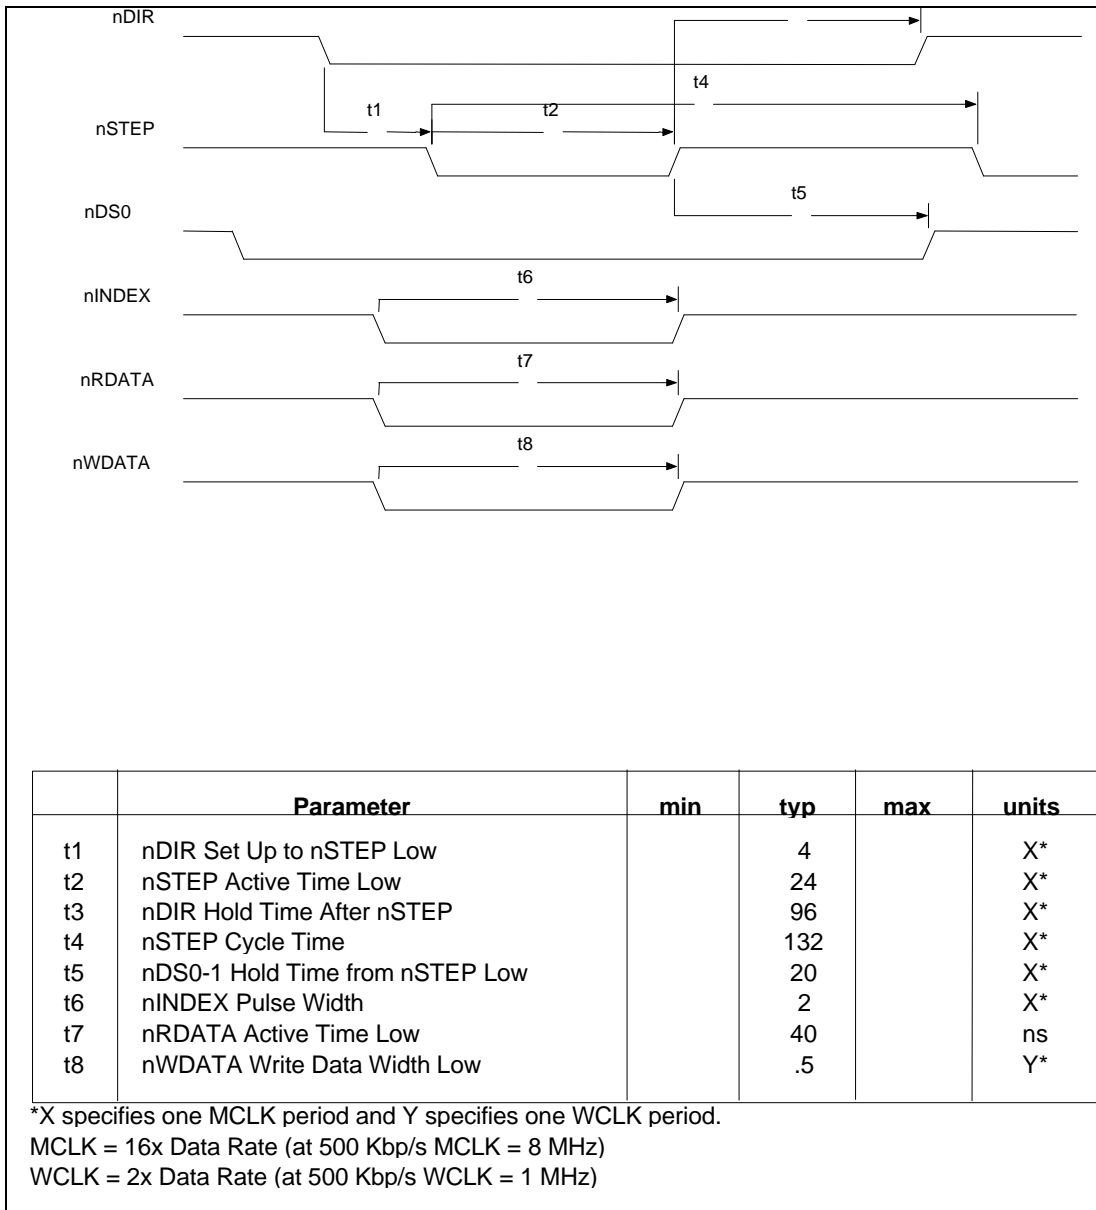 nDIR
t4
t1
t2
nSTEP
t5
nDS0
t6
nINDEX
t7
nRDATA
t8
nWDATA
Parameter min typ max units
t1 nDIR Set Up to nSTEP Low 4 X*
t2 nSTEP Active Time Low 24 X*
t3 nDIR Hold Time After nSTEP 96 X*
t4 nSTEP Cycle Time 132 X*
t5 nDS0-1 Hold Time from nSTEP Low 20 X*
t6 nINDEX Pulse Width 2 X*
t7 nRDATA Active Time Low 40 ns
t8 nWDATA Write Data Width Low .5 Y*
*X specifies one MCLK period and Y specifies one WCLK period.
MCLK = 16x Data Rate (at 500 Kbp/s MCLK = 8 MHz)
WCLK = 2x Data Rate (at 500 Kbp/s WCLK = 1 MHz)